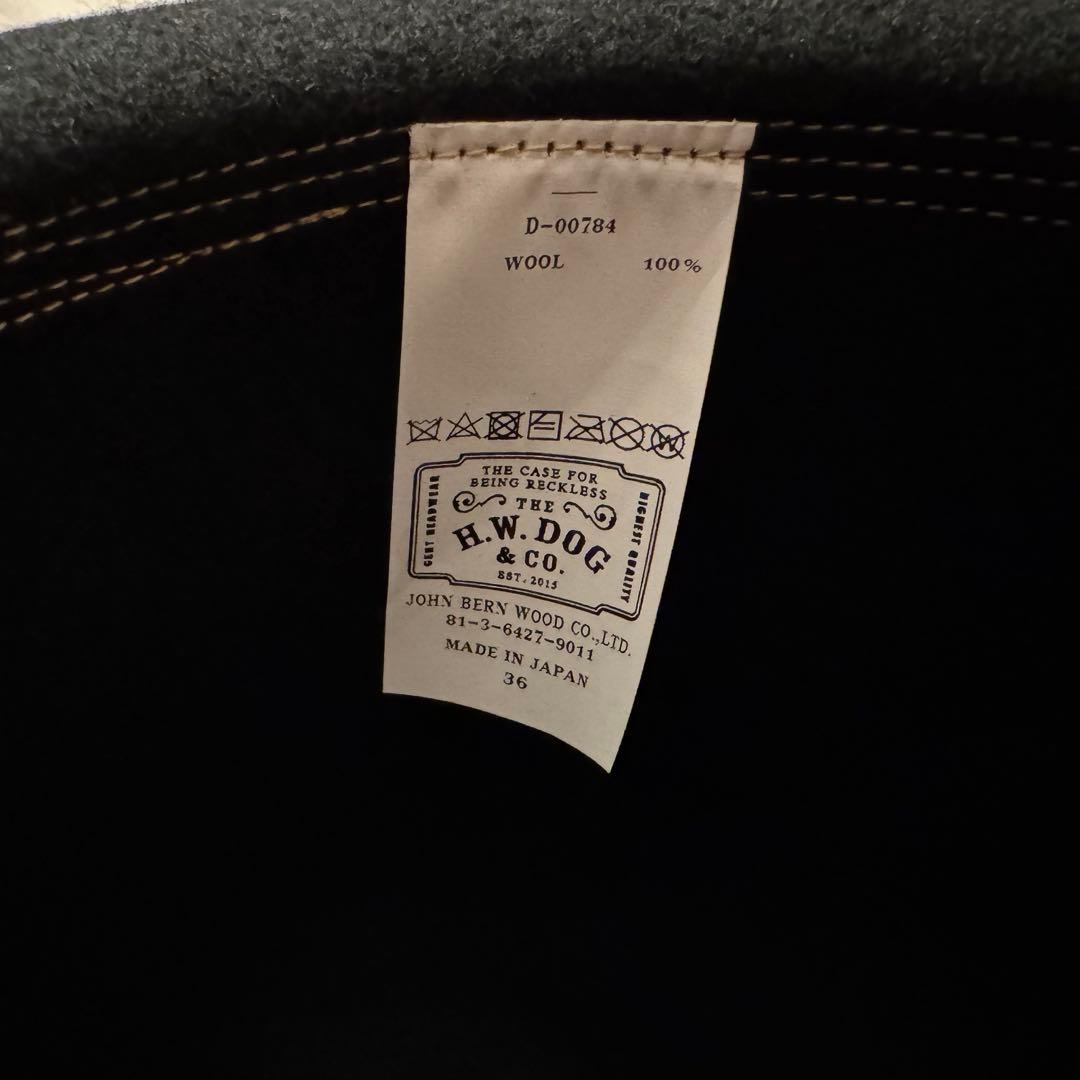 D-00784
WOOL 100%
THE CASE FOR
BEING RECKLESS
GENT HEADWEAR
HIGHEST QUALITY
THE
H.W.DOG
& CO.
EST. 2015
JOHN BERN WOOD CO.,LTD.
81-3-6427-9011
MADE IN JAPAN
36